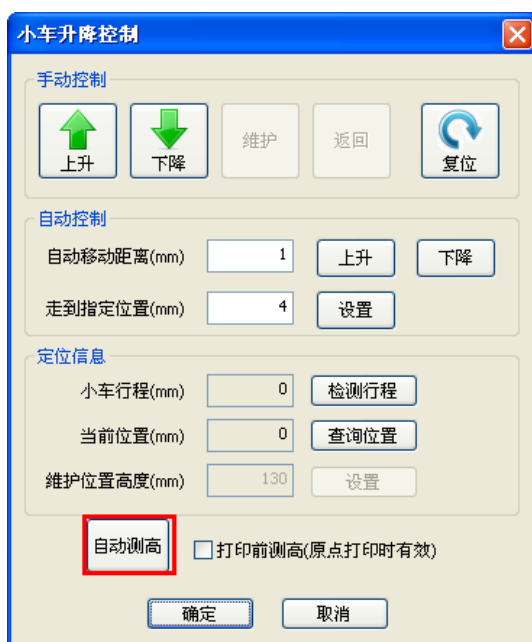 小车升降控制
手动控制
上升 下降 维护 返回 复位
自动控制
自动移动距离(mm) 1 上升 下降
走到指定位置(mm) 4 设置
定位信息
小车行程(mm) 0 检测行程
当前位置(mm) 0 查询位置
维护位置高度(mm) 130 设置
自动测高 打印前测高(原点打印时有效)
确定 取消